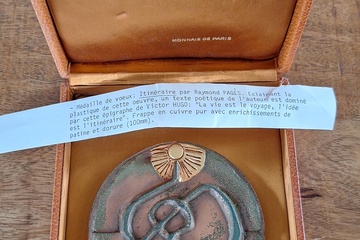 MONNAIE DE PARIS
- Médaille de voeux: Itinéraire par Raymond PAGES. Eclairant la
plastique de cette oeuvre, un texte poétique de l'auteur est dominé
par cette épigraphe de Victor HUGO: "La vie est le voyage, l'idée
est l'itinéraire". Frappe en cuivre pur avec enrichissements de
patine et dorure (100mm).